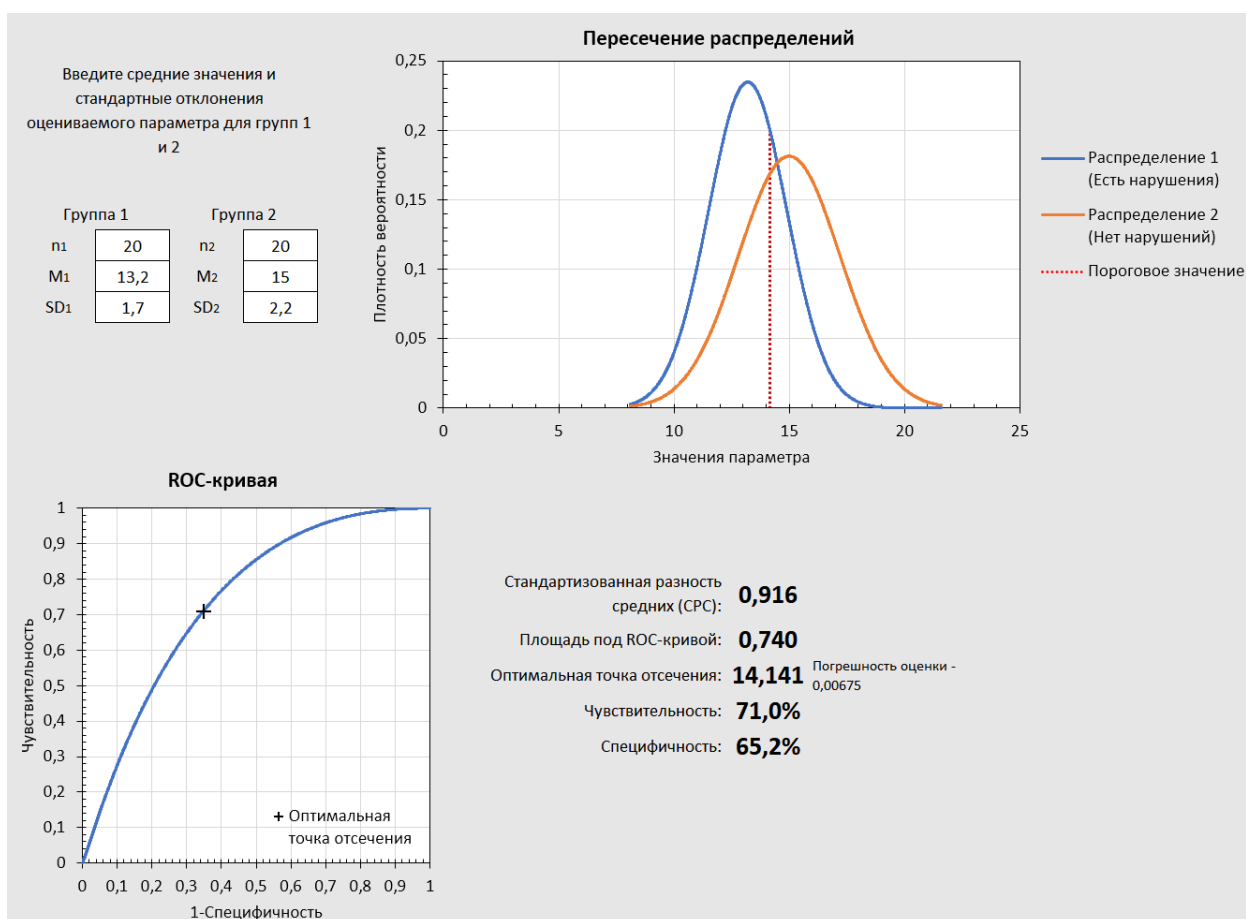 Пересечение распределений
Введите средние значения и
стандартные отклонения
оцениваемого параметра для групп 1
и 2
Группа 1 Группа 2
n1 20 n2 20
M1 13,2 M2 15
SD1 1,7 SD2 2,2
Плотность вероятности
0,25
0,2
0,15
0,1
0,05
0
0 5 10 15 20 25
Значения параметра
Распределение 1
(Есть нарушения)
Распределение 2
(Нет нарушений)
Пороговое значение
ROC-кривая
Чувствительность
1
0,9
0,8
0,7
0,6
0,5
0,4
0,3
0,2
0,1
0
0 0,1 0,2 0,3 0,4 0,5 0,6 0,7 0,8 0,9 1
1-Специфичность
+ Оптимальная
точка отсечения
Стандартизованная разность
средних (СРС): 0,916
Площадь под ROC-кривой: 0,740
Оптимальная точка отсечения: 14,141
Погрешность оценки -
0,00675
Чувствительность: 71,0%
Специфичность: 65,2%